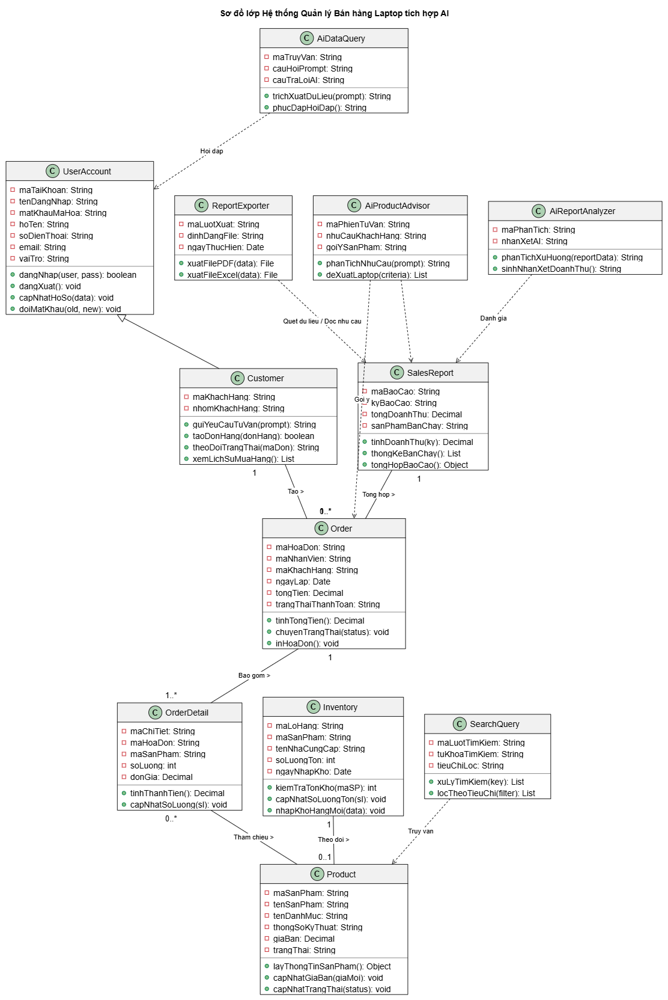 Sơ đồ lớp Hệ thống Quản lý Bán hàng Laptop tích hợp AI
C AiDataQuery
maTruyVan: String
cauHoiPrompt: String
cauTraLoiAI: String
trichXuatDuLieu(prompt): String
phucDapHoiDap(): String
Hoi dap
C UserAccount
maTaiKhoan: String
tenDangNhap: String
matKhauMaHoa: String
hoTen: String
soDienThoai: String
email: String
vaiTro: String
dangNhap(user, pass): boolean
dangXuat(): void
capNhatHoSo(data): void
doiMatKhau(old, new): void
C ReportExporter
maLuotXuat: String
dinhDangFile: String
ngayThucHien: Date
xuatFilePDF(data): File
xuatFileExcel(data): File
C AiProductAdvisor
maPhienTuVan: String
nhuCauKhachHang: String
goiYSanPham: String
phanTichNhuCau(prompt): String
deXuatLaptop(criteria): List
C AiReportAnalyzer
maPhanTich: String
nhanXetAI: String
phanTichXuHuong(reportData): String
sinhNhanXetDoanhThu(): String
Quet du lieu / Doc nhu cau
Danh gia
C Customer
maKhachHang: String
nhomKhachHang: String
guiYeuCauTuVan(prompt): String
taoDonHang(donHang): boolean
theoDoiTrangThai(maDon): String
xemLichSuMuaHang(): List
C SalesReport
maBaoCao: String
kyBaoCao: String
tongDoanhThu: Decimal
sanPhamBanChay: String
tinhDoanhThu(ky): Decimal
thongKeBanChay(): List
tongHopBaoCao(): Object
Goi y
1
1
Tao >
Tong hop >
0..*
C Order
maHoaDon: String
maNhanVien: String
maKhachHang: String
ngayLap: Date
tongTien: Decimal
trangThaiThanhToan: String
tinhTongTien(): Decimal
chuyenTrangThai(status): void
inHoaDon(): void
1
Bao gom >
1..*
C OrderDetail
maChiTiet: String
maHoaDon: String
maSanPham: String
soLuong: int
donGia: Decimal
tinhThanhTien(): Decimal
capNhatSoLuong(sl): void
0..*
C Inventory
maLoHang: String
maSanPham: String
tenNhaCungCap: String
soLuongTon: int
ngayNhapKho: Date
kiemTraTonKho(maSP): int
capNhatSoLuongTon(sl): void
nhapKhoHangMoi(data): void
1
C SearchQuery
maLuotTimKiem: String
tuKhoaTimKiem: String
tieuChiLoc: String
xuLyTimKiem(key): List
locTheoTieuChi(filter): List
Tham chieu >
Theo doi >
Truy van
0..1
C Product
maSanPham: String
tenSanPham: String
tenDanhMuc: String
thongSoKyThuat: String
giaBan: Decimal
trangThai: String
layThongTinSanPham(): Object
capNhatGiaBan(giaMoi): void
capNhatTrangThai(status): void